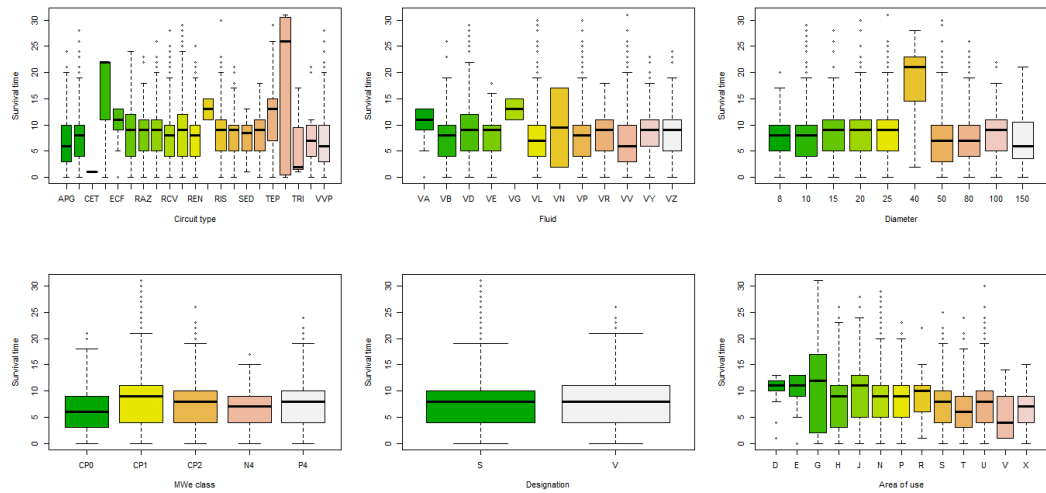 Survival time
0 5 10 15 20 25 30
APG CET ECF RAZ RCV REN RIS SED TEP TRI VVP
Circuit type
Survival time
0 5 10 15 20 25 30
VA VB VD VE VG VL VN VP VR VV VY VZ
Fluid
Survival time
0 5 10 15 20 25 30
8 10 15 20 25 40 50 80 100 150
Diameter
Survival time
0 5 10 15 20 25 30
CP0 CP1 CP2 N4 P4
MWe class
Survival time
0 5 10 15 20 25 30
S V
Designation
Survival time
0 5 10 15 20 25 30
D E G H J N P R S T U V X
Area of use